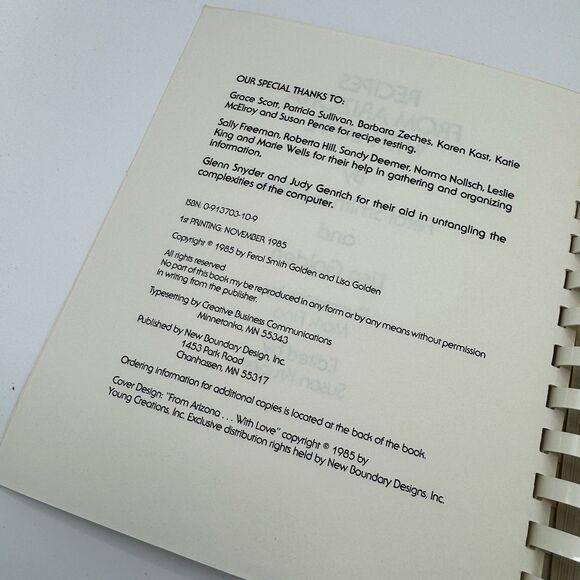 OUR SPECIAL THANKS TO:
Grace Scott, Patricia Sullivan, Barbara Zeches, Karen Kast, Katie
McElroy and Susan Pence for recipe testing.
Sally Freeman, Roberta Hill, Sandy Deemer, Norma Nollsch, Leslie
King and Marie Wells for their help in gathering and organizing
information.
Glenn Snyder and Judy Genrich for their aid in untangling the
complexities of the computer.
ISBN: 0-913703-10-9
1st PRINTING: NOVEMBER 1985
Copyright © 1985 by Ferol Smith Golden and Lisa Golden
All rights reserved
No part of this book my be reproduced in any form or by any means without permission
in writing from the publisher.
Typesetting by Creative Business Communications
Minnetonka, MN 55343
Published by New Boundary Design, Inc.
1453 Park Road
Chanhassen, MN 55317
Ordering information for additional copies is located at the back of the book.
Cover Design: "From Arizona . . . With Love" copyright © 1985 by
Young Creations, Inc. Exclusive distribution rights held by New Boundary Designs, Inc.